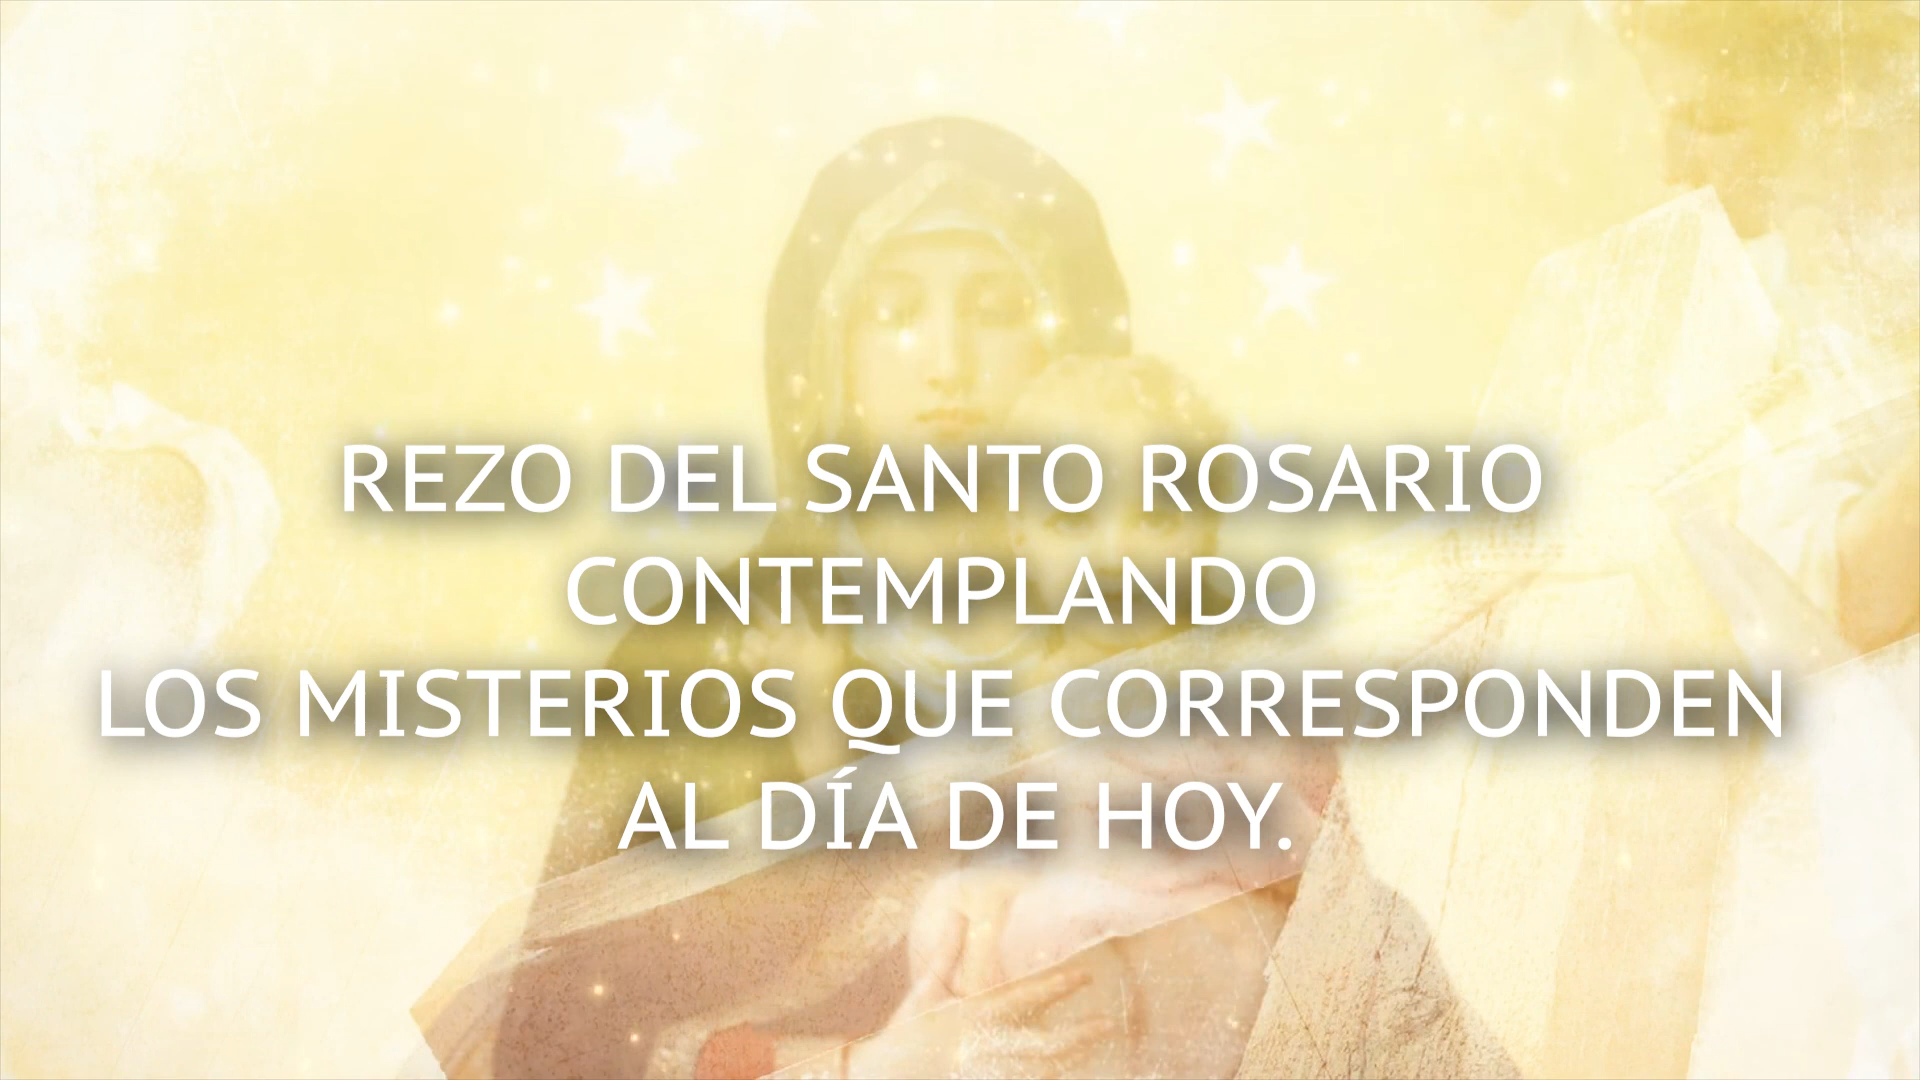 REZO DEL SANTO ROSARIO
CONTEMPLANDO
LOS MISTERIOS QUE CORRESPONDEN
AL DÍA DE HOY.